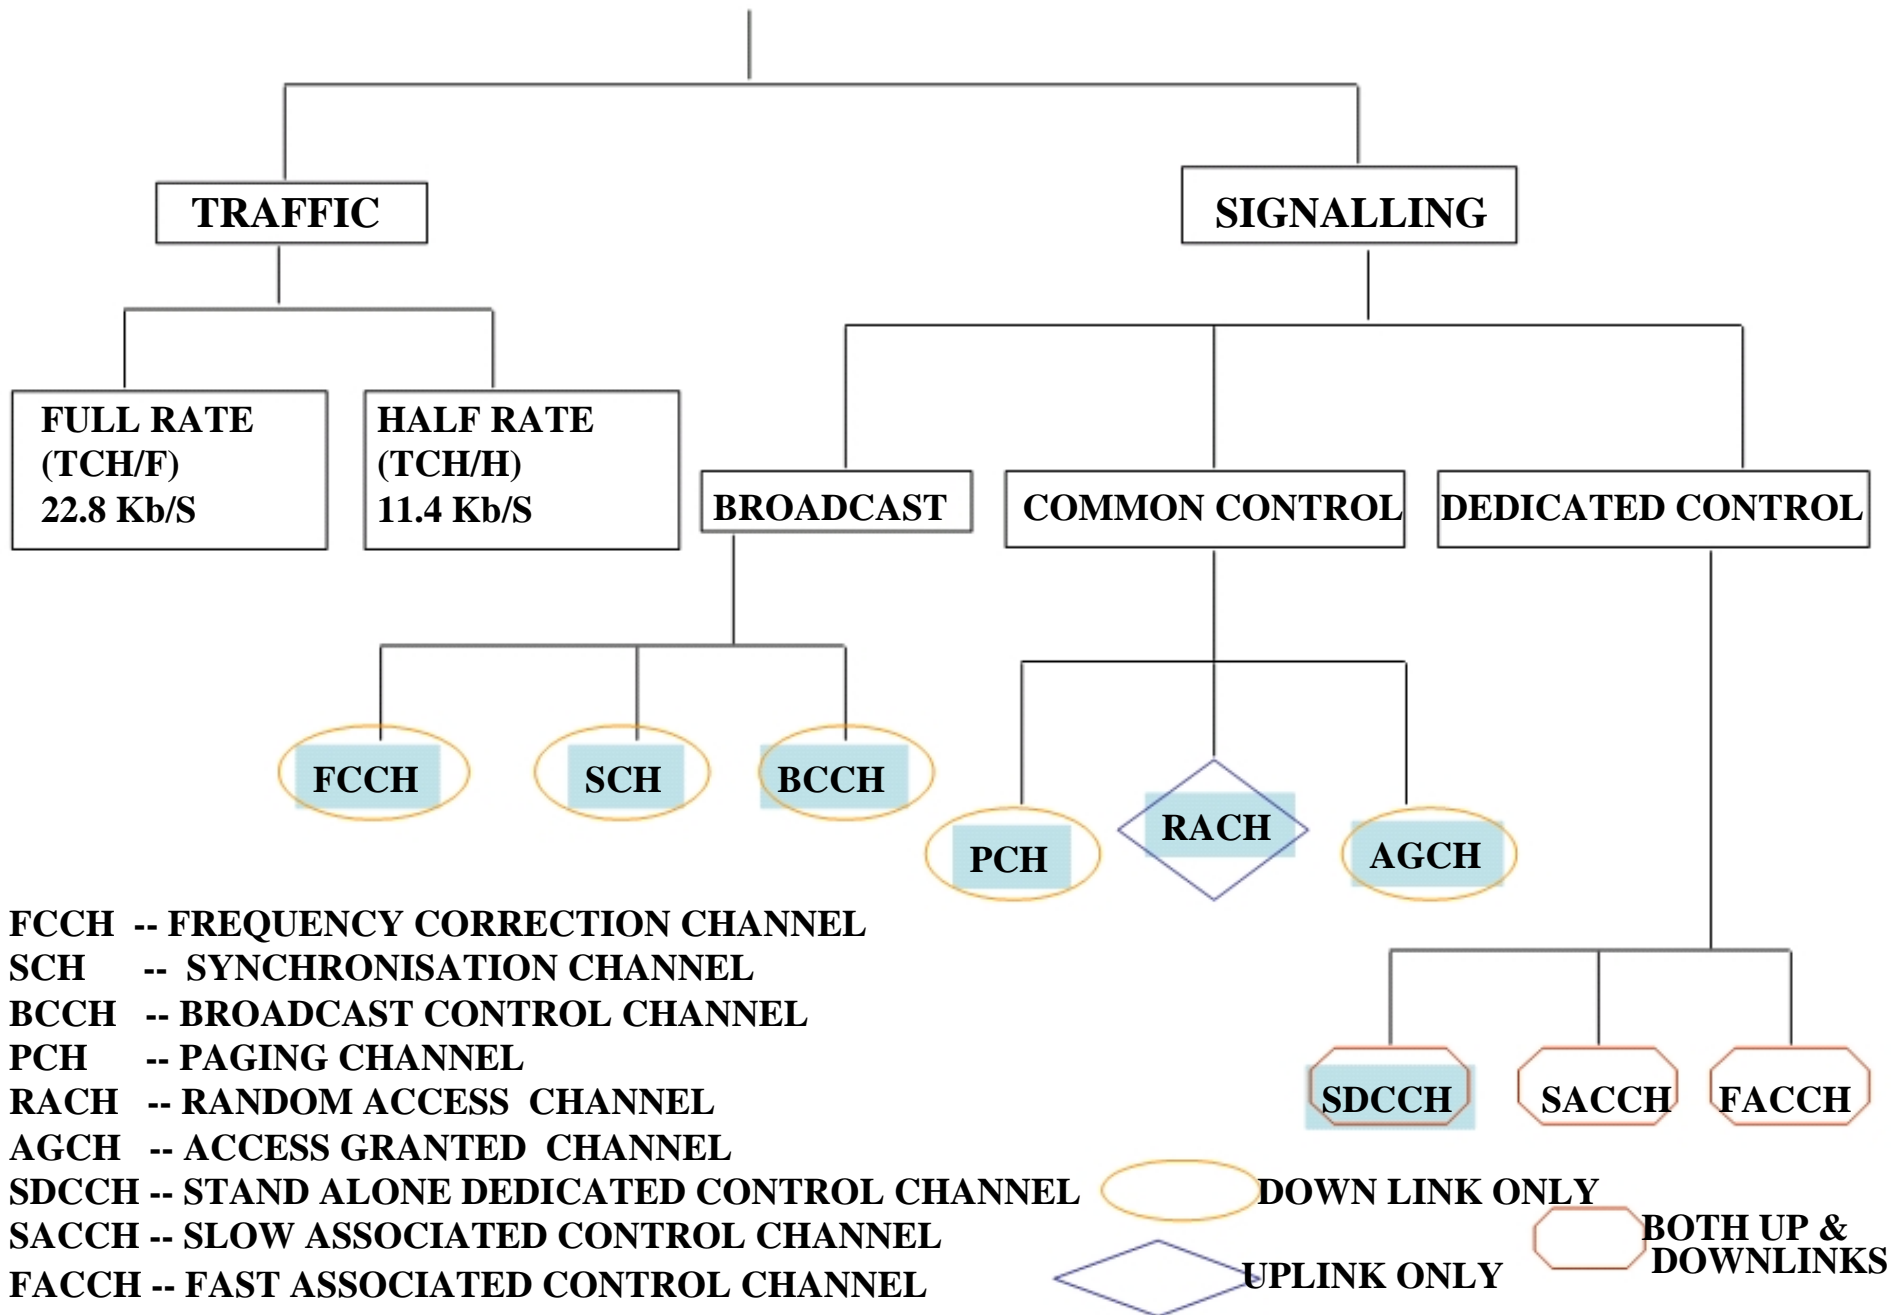 TRAFFIC
SIGNALLING
FULL RATE
(TCH/F)
22.8 Kb/S
HALF RATE
(TCH/H)
11.4 Kb/S
BROADCAST
COMMON CONTROL
DEDICATED CONTROL
FCCH
SCH
BCCH
PCH
RACH
AGCH
SDCCH
SACCH
FACCH
FCCH -- FREQUENCY CORRECTION CHANNEL
SCH -- SYNCHRONISATION CHANNEL
BCCH -- BROADCAST CONTROL CHANNEL
PCH -- PAGING CHANNEL
RACH -- RANDOM ACCESS CHANNEL
AGCH -- ACCESS GRANTED CHANNEL
SDCCH -- STAND ALONE DEDICATED CONTROL CHANNEL
SACCH -- SLOW ASSOCIATED CONTROL CHANNEL
FACCH -- FAST ASSOCIATED CONTROL CHANNEL
DOWN LINK ONLY
UPLINK ONLY
BOTH UP &
DOWNLINKS